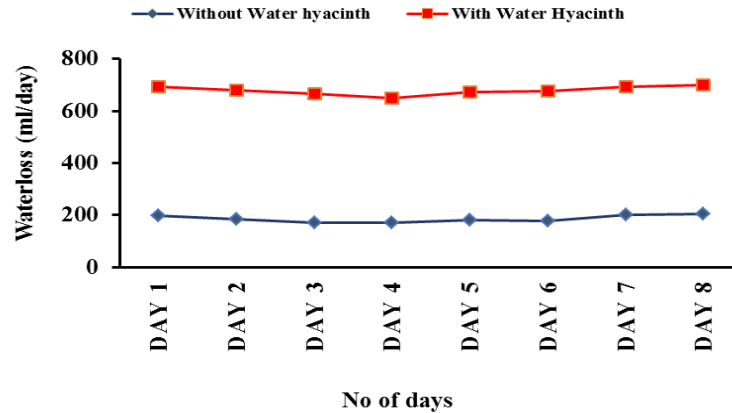 Without Water hyacinth
With Water Hyacinth
Waterloss (ml/day)
800
600
400
200
0
DAY 1
DAY 2
DAY 3
DAY 4
DAY 5
DAY 6
DAY 7
DAY 8
No of days